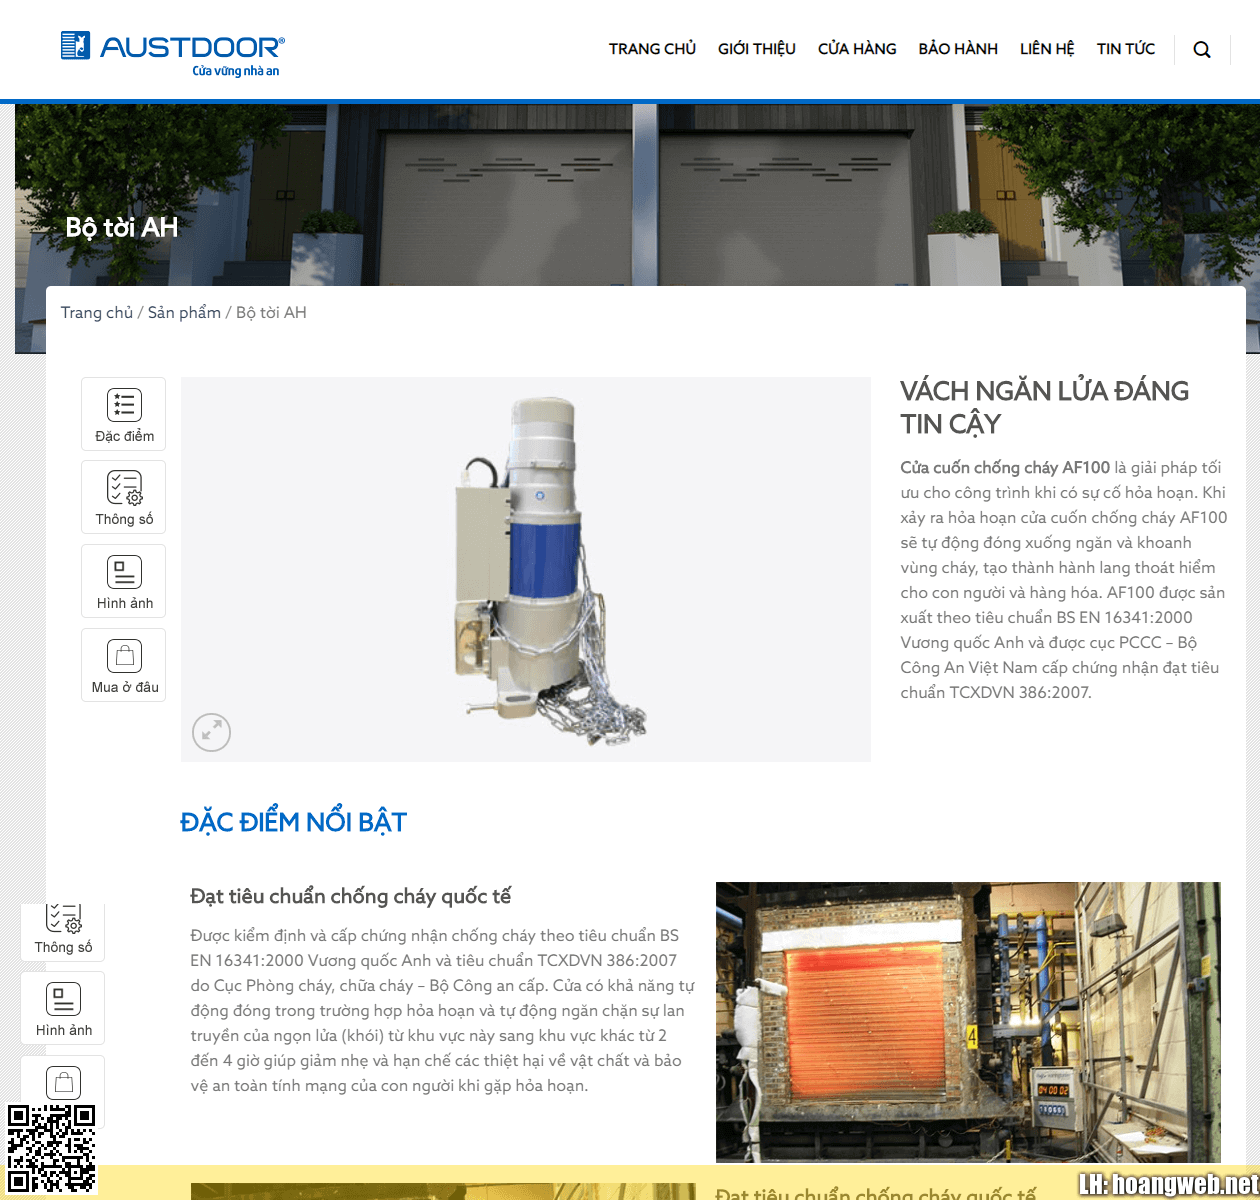 AUSTDOOR®
Cửa vững nhà an
TRANG CHỦ GIỚI THIỆU CỬA HÀNG BẢO HÀNH LIÊN HỆ TIN TỨC
Bộ tời AH
Trang chủ / Sản phẩm / Bộ tời AH
Đặc điểm
Thông số
Hình ảnh
Mua ở đâu
VÁCH NGĂN LỬA ĐÁNG
TIN CẬY
Cửa cuốn chống cháy AF100 là giải pháp tối
ưu cho công trình khi có sự cố hỏa hoạn. Khi
xảy ra hỏa hoạn cửa cuốn chống cháy AF100
sẽ tự động đóng xuống ngăn và khoanh
vùng cháy, tạo thành hành lang thoát hiểm
cho con người và hàng hóa. AF100 được sản
xuất theo tiêu chuẩn BS EN 16341:2000
Vương quốc Anh và được cục PCCC – Bộ
Công An Việt Nam cấp chứng nhận đạt tiêu
chuẩn TCXDVN 386:2007.
ĐẶC ĐIỂM NỔI BẬT
Đạt tiêu chuẩn chống cháy quốc tế
Được kiểm định và cấp chứng nhận chống cháy theo tiêu chuẩn BS
EN 16341:2000 Vương quốc Anh và tiêu chuẩn TCXDVN 386:2007
do Cục Phòng cháy, chữa cháy – Bộ Công an cấp. Cửa có khả năng tự
động đóng trong trường hợp hỏa hoạn và tự động ngăn chặn sự lan
truyền của ngọn lửa (khói) từ khu vực này sang khu vực khác từ 2
đến 4 giờ giúp giảm nhẹ và hạn chế các thiệt hại về vật chất và bảo
vệ an toàn tính mạng của con người khi gặp hỏa hoạn.
4
04 00 02
Thông số
Hình ảnh
Đạt tiêu chuẩn chống cháy quốc tế
LH: hoangweb.net